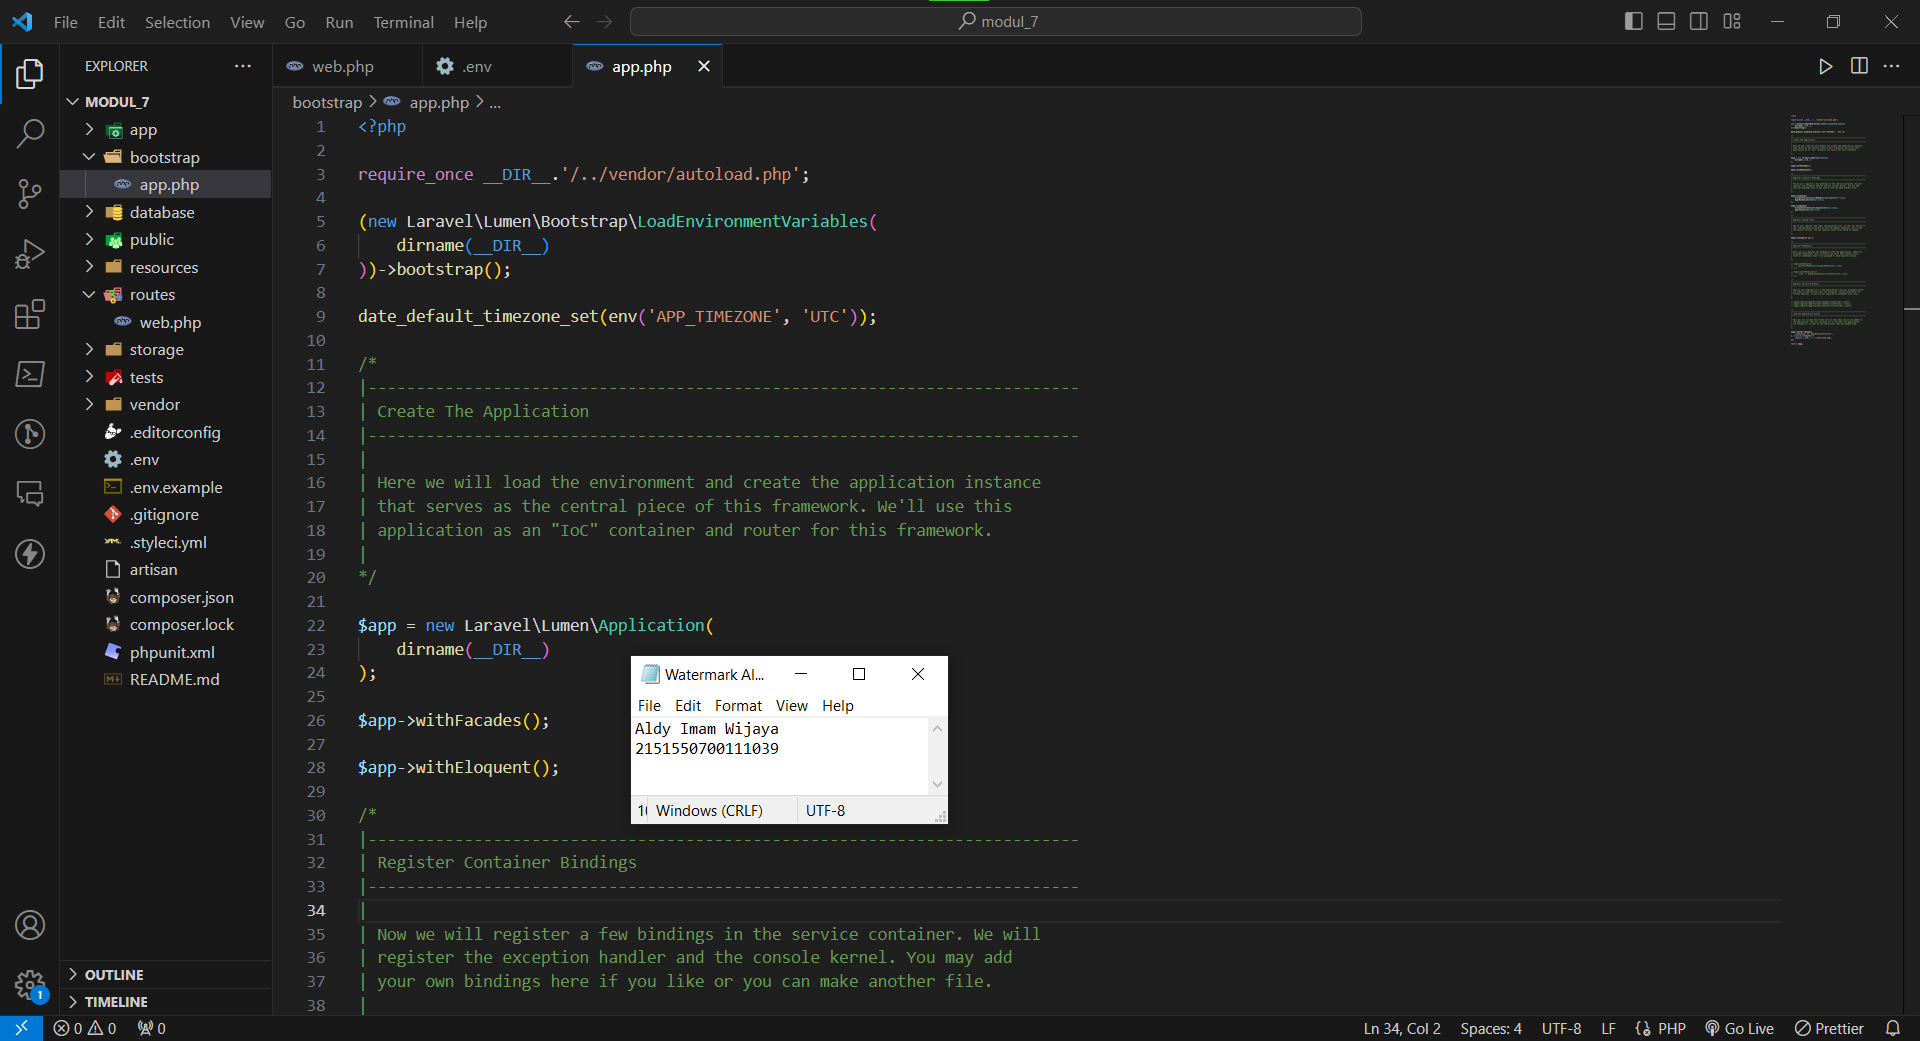 File Edit Selection View Go Run Terminal Help
modul_7
EXPLORER
web.php
.env
app.php
MODUL_7
app
bootstrap
app.php
database
public
resources
routes
web.php
storage
tests
vendor
.editorconfig
.env
.env.example
.gitignore
.styleci.yml
artisan
composer.json
composer.lock
phpunit.xml
README.md
OUTLINE
TIMELINE
bootstrap > app.php > ...
1 <?php
2
3 require_once __DIR__.'/../vendor/autoload.php';
4
5 (new Laravel\Lumen\Bootstrap\LoadEnvironmentVariables(
6     dirname(__DIR__)
7 ))->bootstrap();
8
9 date_default_timezone_set(env('APP_TIMEZONE', 'UTC'));
10
11 /*
12 |--------------------------------------------------------------------------
13 | Create The Application
14 |--------------------------------------------------------------------------
15 |
16 | Here we will load the environment and create the application instance
17 | that serves as the central piece of this framework. We'll use this
18 | application as an "IoC" container and router for this framework.
19 |
20 */
21
22 $app = new Laravel\Lumen\Application(
23     dirname(__DIR__)
24 );
25
26 $app->withFacades();
27
28 $app->withEloquent();
29
30 /*
31 |--------------------------------------------------------------------------
32 | Register Container Bindings
33 |--------------------------------------------------------------------------
34 |
35 | Now we will register a few bindings in the service container. We will
36 | register the exception handler and the console kernel. You may add
37 | your own bindings here if you like or you can make another file.
38 |
Watermark Al...
File Edit Format View Help
Aldy Imam Wijaya
2151550700111039
Windows (CRLF) UTF-8
1
0 0 0
Ln 34, Col 2 Spaces: 4 UTF-8 LF PHP Go Live Prettier